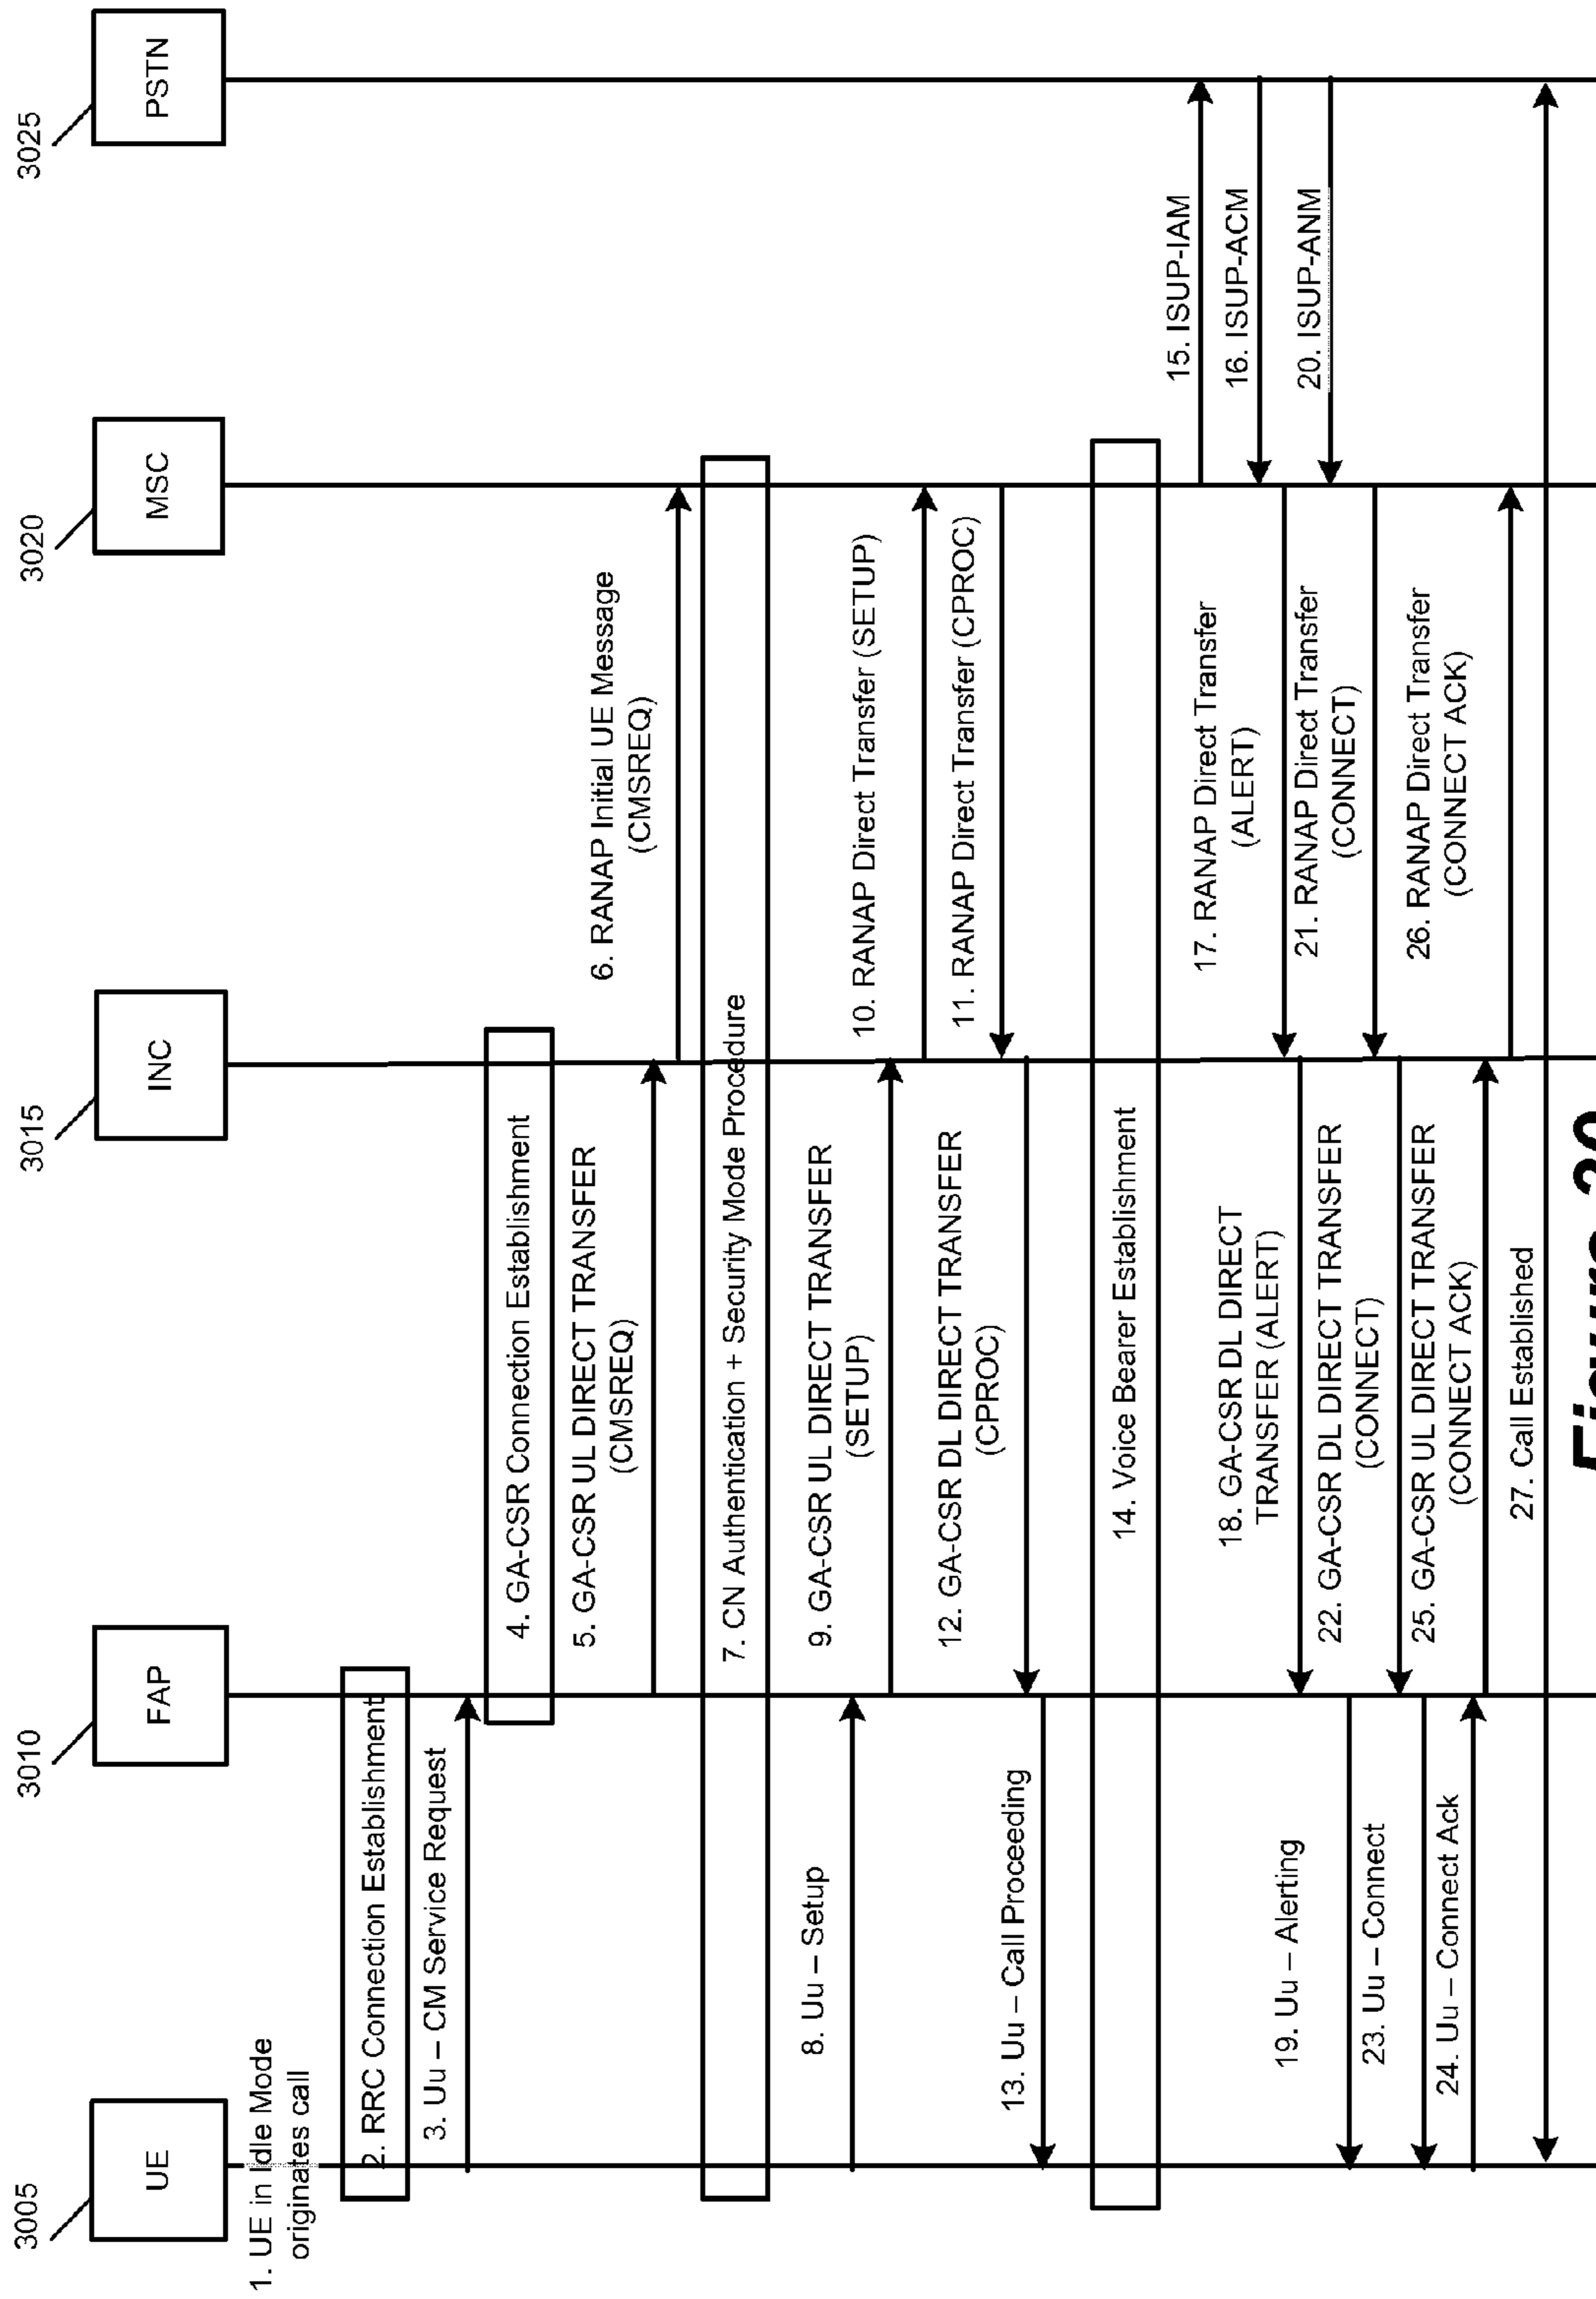 3005
3010
3015
3020
3025
UE
FAP
INC
MSC
PSTN
1. UE in Idle Mode
originates call
2. RRC Connection Establishment
3. Uu – CM Service Request
4. GA-CSR Connection Establishment
5. GA-CSR UL DIRECT TRANSFER
(CMSREQ)
6. RANAP Initial UE Message
(CMSREQ)
7. CN Authentication + Security Mode Procedure
8. Uu – Setup
9. GA-CSR UL DIRECT TRANSFER
(SETUP)
10. RANAP Direct Transfer (SETUP)
11. RANAP Direct Transfer (CPROC)
12. GA-CSR DL DIRECT TRANSFER
(CPROC)
13. Uu – Call Proceeding
14. Voice Bearer Establishment
15. ISUP-IAM
16. ISUP-ACM
17. RANAP Direct Transfer
(ALERT)
18. GA-CSR DL DIRECT
TRANSFER (ALERT)
19. Uu – Alerting
20. ISUP-ANM
21. RANAP Direct Transfer
(CONNECT)
22. GA-CSR DL DIRECT TRANSFER
(CONNECT)
23. Uu – Connect
24. Uu – Connect Ack
25. GA-CSR UL DIRECT TRANSFER
(CONNECT ACK)
26. RANAP Direct Transfer
(CONNECT ACK)
27. Call Established
Figure